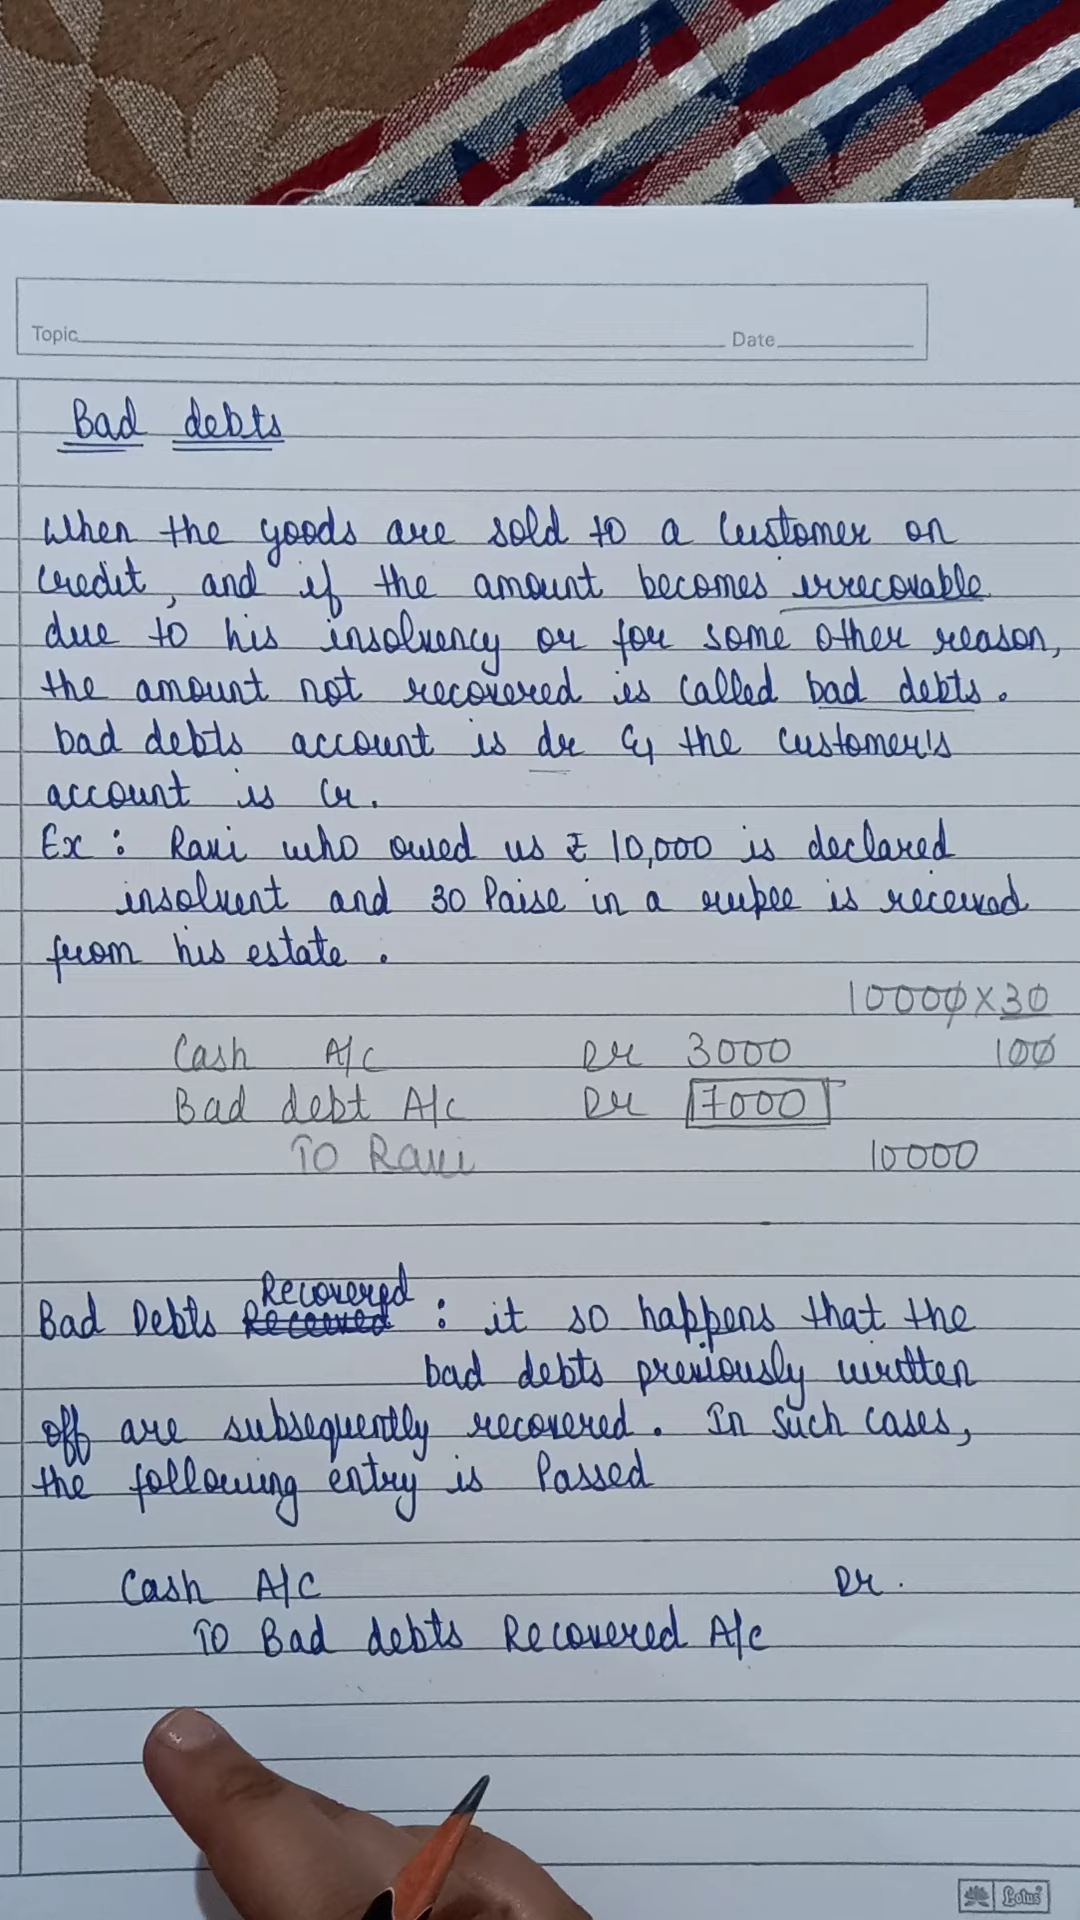 Topic Date
Bad debts
When the goods are sold to a customer on
credit, and if the amount becomes irrecovable
due to his insolvency or for some other reason,
the amount not recovered is called bad debts.
bad debts account is dr & the customer's
account is cr.
Ex : Ravi who owed us ₹ 10,000 is declared
insolvent and 30 Paise in a rupee is received
from his estate.
10000 × 30
100
Cash A/c Dr 3000
Bad debt A/c Dr 7000
To Ravi 10000
Recovered
Bad Debts Received : it so happens that the
bad debts previously written
off are subsequently recovered. In such cases,
the following entry is Passed
Cash A/C Dr.
To Bad debts Recovered A/c
Lotus